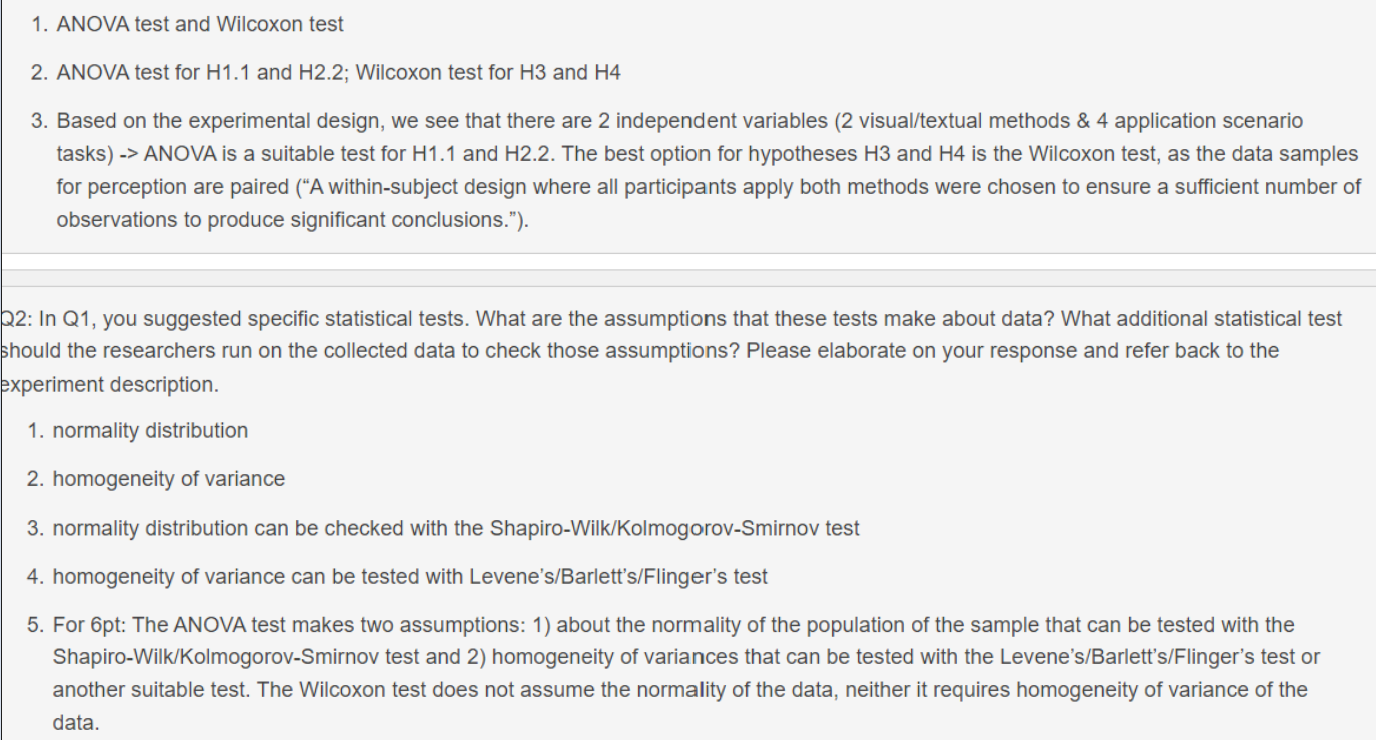 1. ANOVA test and Wilcoxon test
2. ANOVA test for H1.1 and H2.2; Wilcoxon test for H3 and H4
3. Based on the experimental design, we see that there are 2 independent variables (2 visual/textual methods & 4 application scenario
tasks) -> ANOVA is a suitable test for H1.1 and H2.2. The best option for hypotheses H3 and H4 is the Wilcoxon test, as the data samples
for perception are paired (“A within-subject design where all participants apply both methods were chosen to ensure a sufficient number of
observations to produce significant conclusions.”).
Q2: In Q1, you suggested specific statistical tests. What are the assumptions that these tests make about data? What additional statistical test
should the researchers run on the collected data to check those assumptions? Please elaborate on your response and refer back to the
experiment description.
1. normality distribution
2. homogeneity of variance
3. normality distribution can be checked with the Shapiro-Wilk/Kolmogorov-Smirnov test
4. homogeneity of variance can be tested with Levene’s/Barlett’s/Flinger’s test
5. For 6pt: The ANOVA test makes two assumptions: 1) about the normality of the population of the sample that can be tested with the
Shapiro-Wilk/Kolmogorov-Smirnov test and 2) homogeneity of variances that can be tested with the Levene’s/Barlett’s/Flinger’s test or
another suitable test. The Wilcoxon test does not assume the normality of the data, neither it requires homogeneity of variance of the
data.